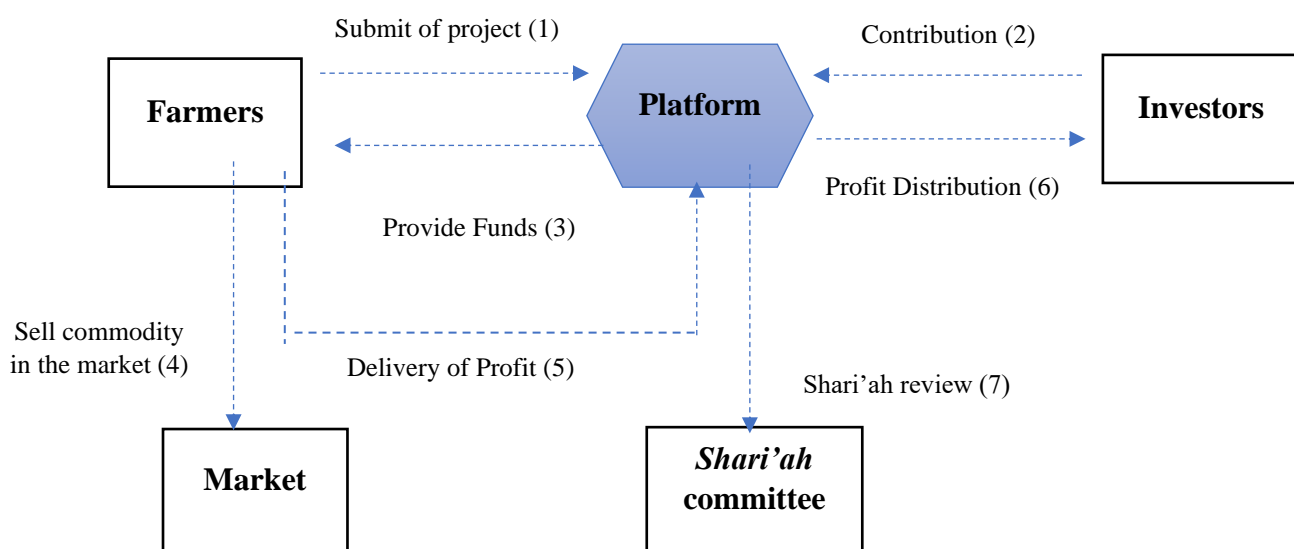 Submit of project (1)
Contribution (2)
Farmers
Platform
Investors
Profit Distribution (6)
Provide Funds (3)
Sell commodity
in the market (4)
Delivery of Profit (5)
Shari’ah review (7)
Market
Shari’ah
committee